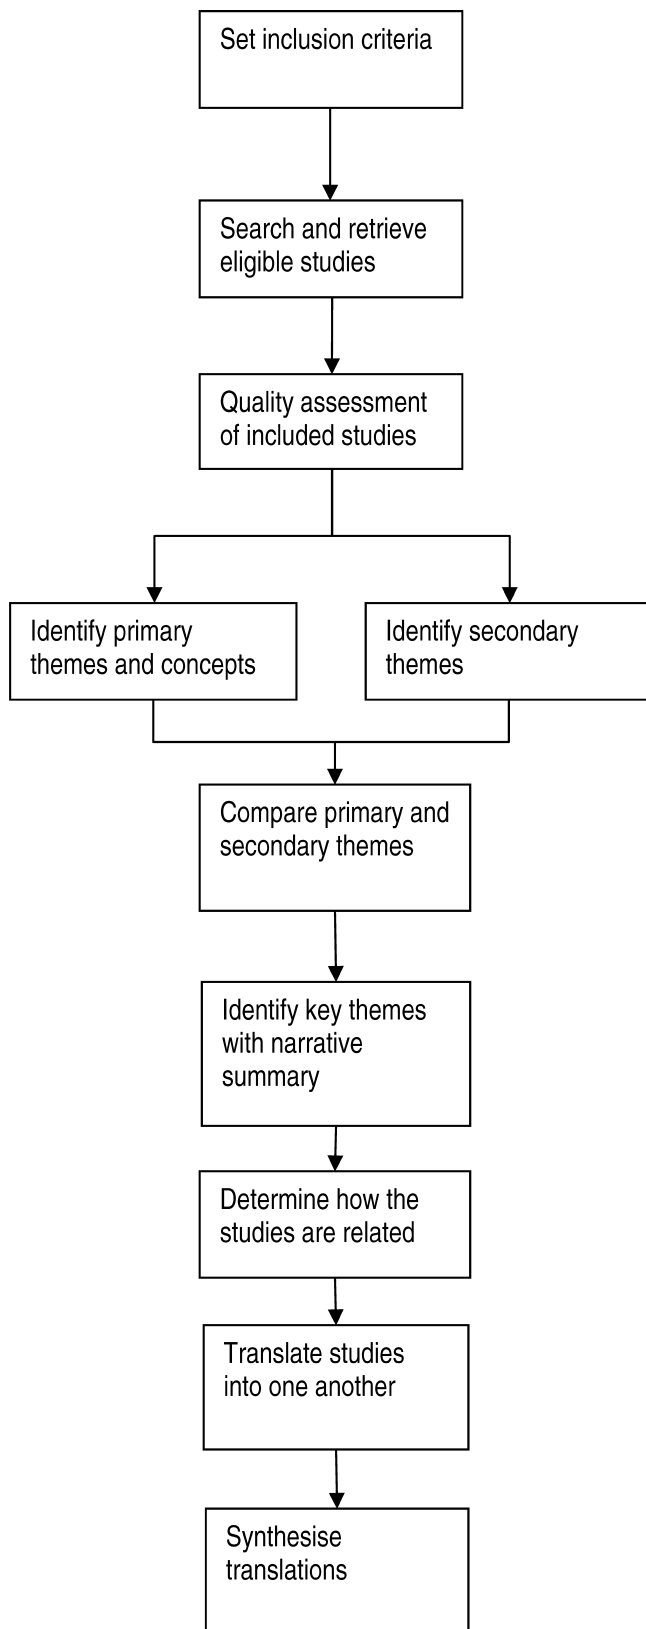 Set inclusion criteria
Search and retrieve
eligible studies
Quality assessment
of included studies
Identify primary
themes and concepts
Identify secondary
themes
Compare primary and
secondary themes
Identify key themes
with narrative
summary
Determine how the
studies are related
Translate studies
into one another
Synthesise
translations